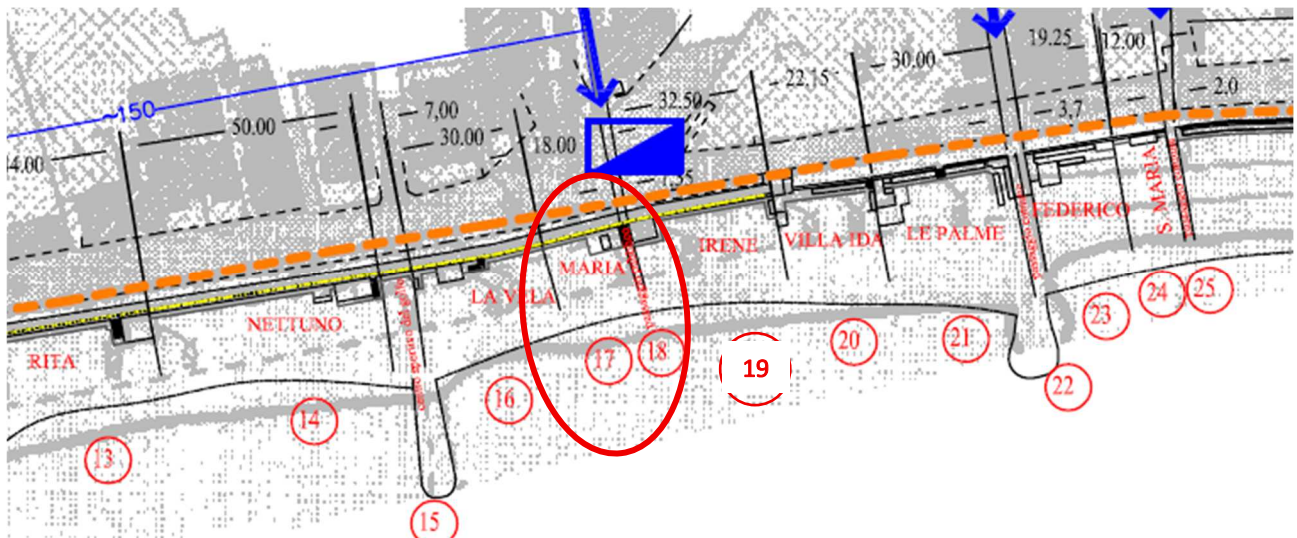 ~150
4.00
50.00
7,00
30.00
18.00
32.50
22.15
30.00
19.25
12.00
3,7
2.0
RITA
NETTUNO
LA VELA
MARIA
IRENE
VILLA IDA
LE PALME
FEDERICO
S. MARIA
13
14
15
16
17
18
19
20
21
22
23
24
25